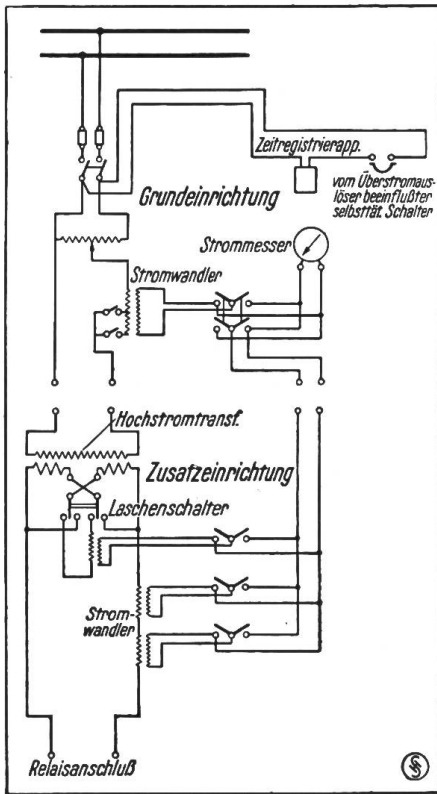 Zeitregistrierapp.
Grundeinrichtung
vom Überstromaus-
löser beeinflußter
selbsttät. Schalter
Strommesser
Stromwandler
Hochstromtransf.
Zusatzeinrichtung
Laschenschalter
Strom-
wandler
Relaisanschluß